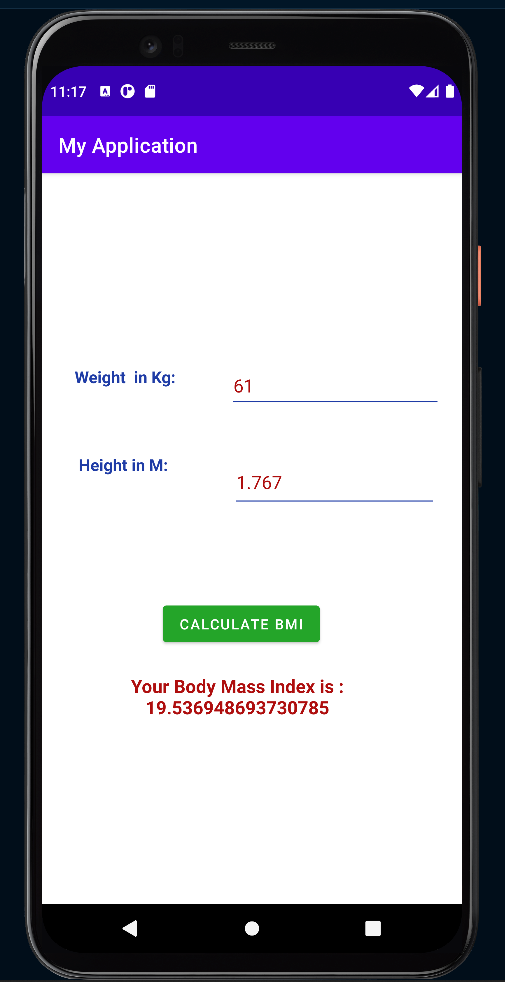 11:17
My Application
Weight  in Kg:
61
Height in M:
1.767
CALCULATE BMI
Your Body Mass Index is :
19.536948693730785